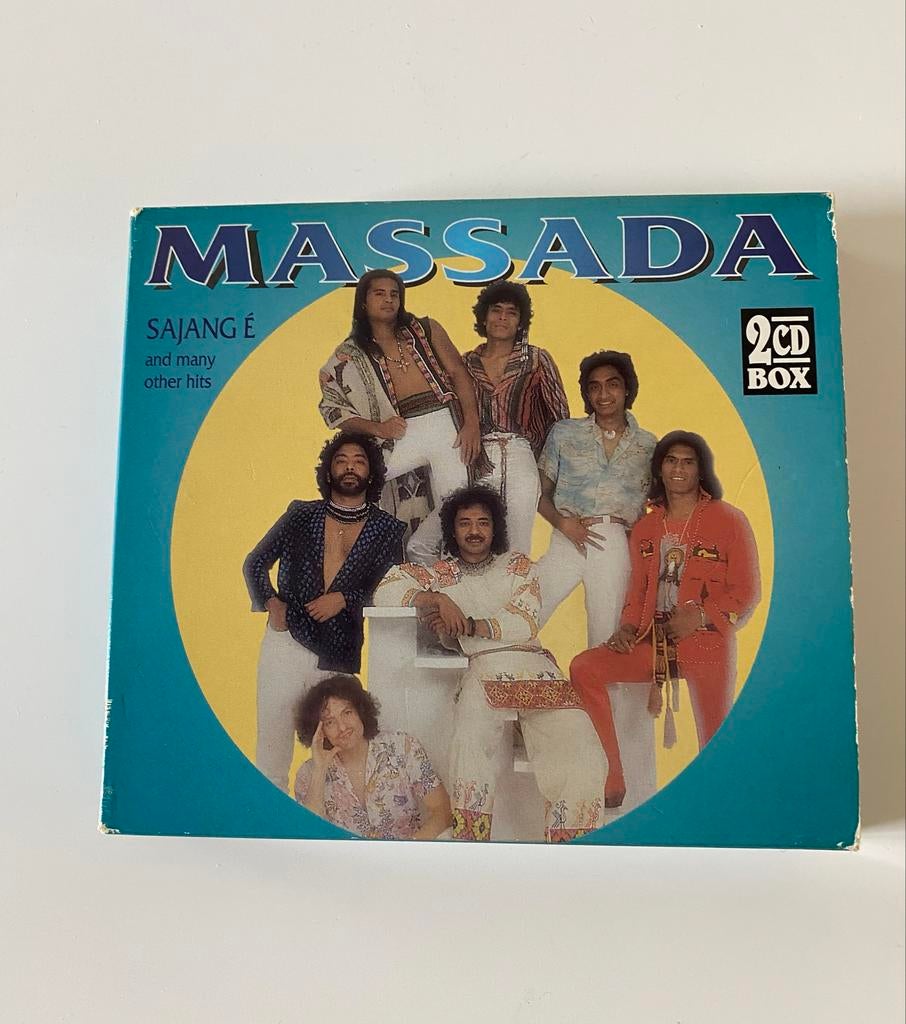 MASSADA
SAJANG É
and many
other hits
2CD
BOX